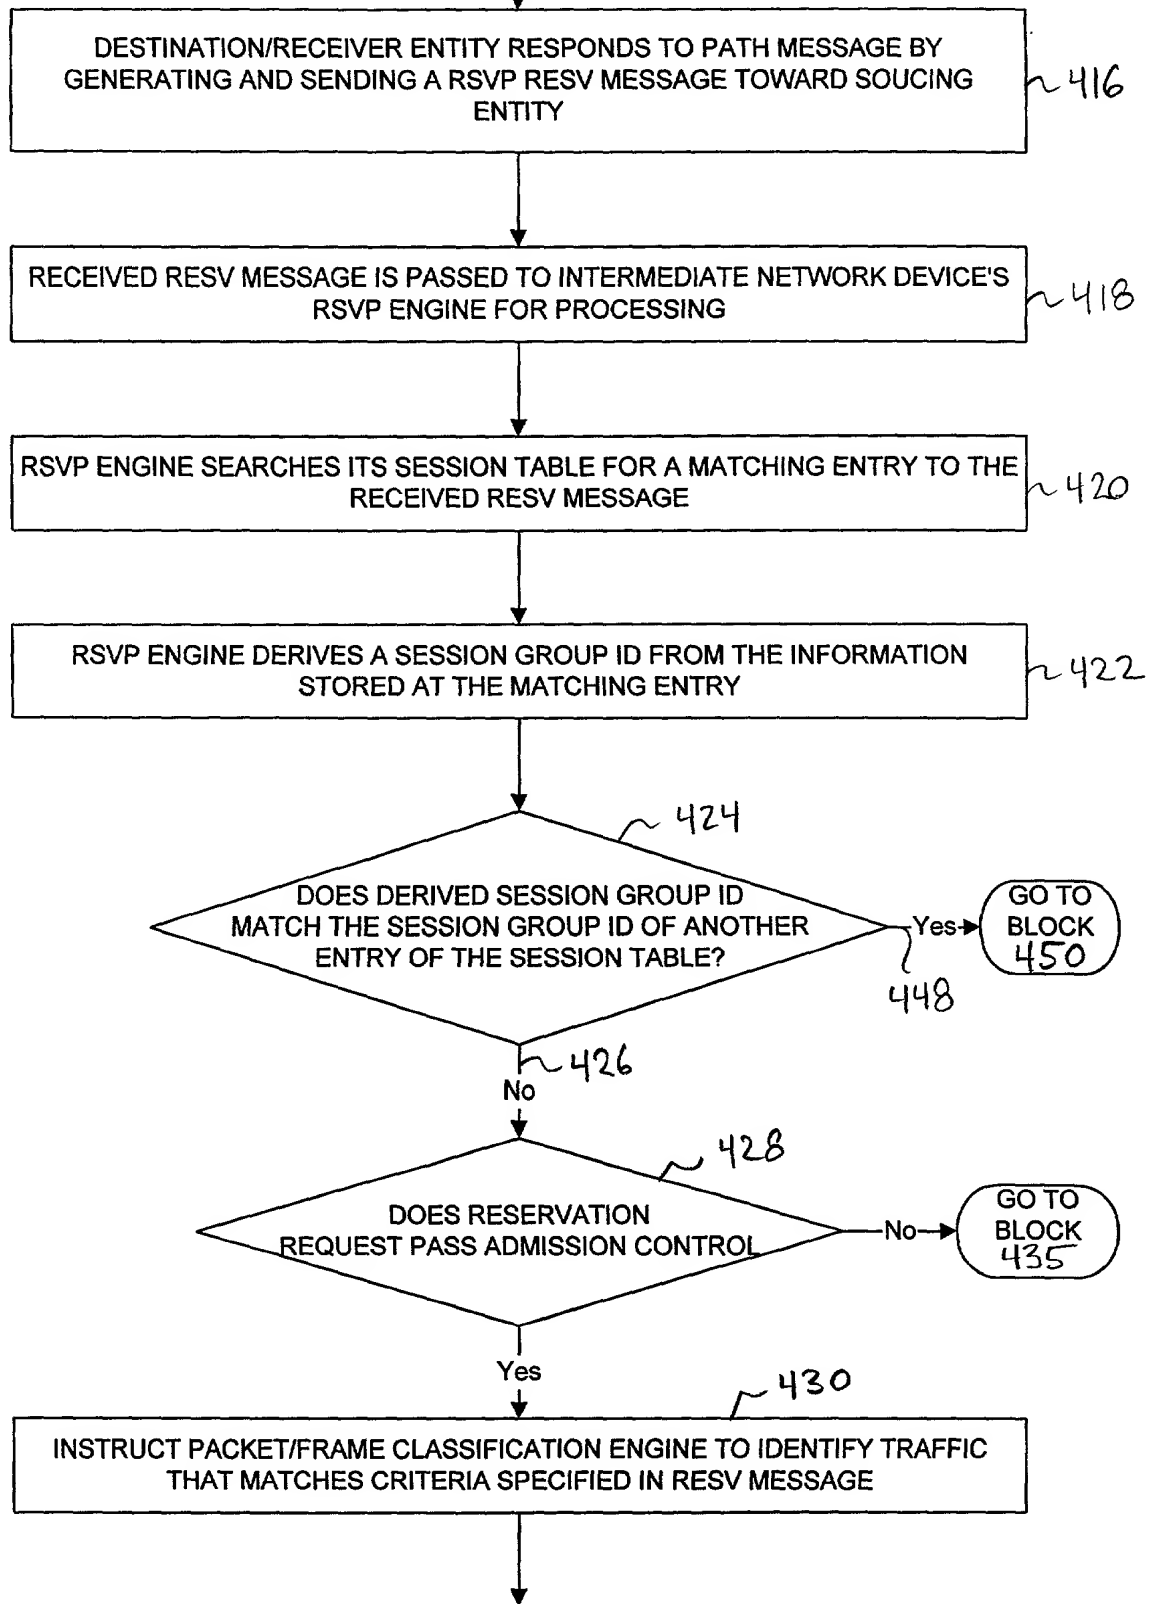 DESTINATION/RECEIVER ENTITY RESPONDS TO PATH MESSAGE BY
GENERATING AND SENDING A RSVP RESV MESSAGE TOWARD SOUCING
ENTITY
416
RECEIVED RESV MESSAGE IS PASSED TO INTERMEDIATE NETWORK DEVICE'S
RSVP ENGINE FOR PROCESSING
418
RSVP ENGINE SEARCHES ITS SESSION TABLE FOR A MATCHING ENTRY TO THE
RECEIVED RESV MESSAGE
420
RSVP ENGINE DERIVES A SESSION GROUP ID FROM THE INFORMATION
STORED AT THE MATCHING ENTRY
422
424
DOES DERIVED SESSION GROUP ID
MATCH THE SESSION GROUP ID OF ANOTHER
ENTRY OF THE SESSION TABLE?
Yes
448
GO TO
BLOCK
450
426
No
428
DOES RESERVATION
REQUEST PASS ADMISSION CONTROL
No
GO TO
BLOCK
435
Yes
430
INSTRUCT PACKET/FRAME CLASSIFICATION ENGINE TO IDENTIFY TRAFFIC
THAT MATCHES CRITERIA SPECIFIED IN RESV MESSAGE